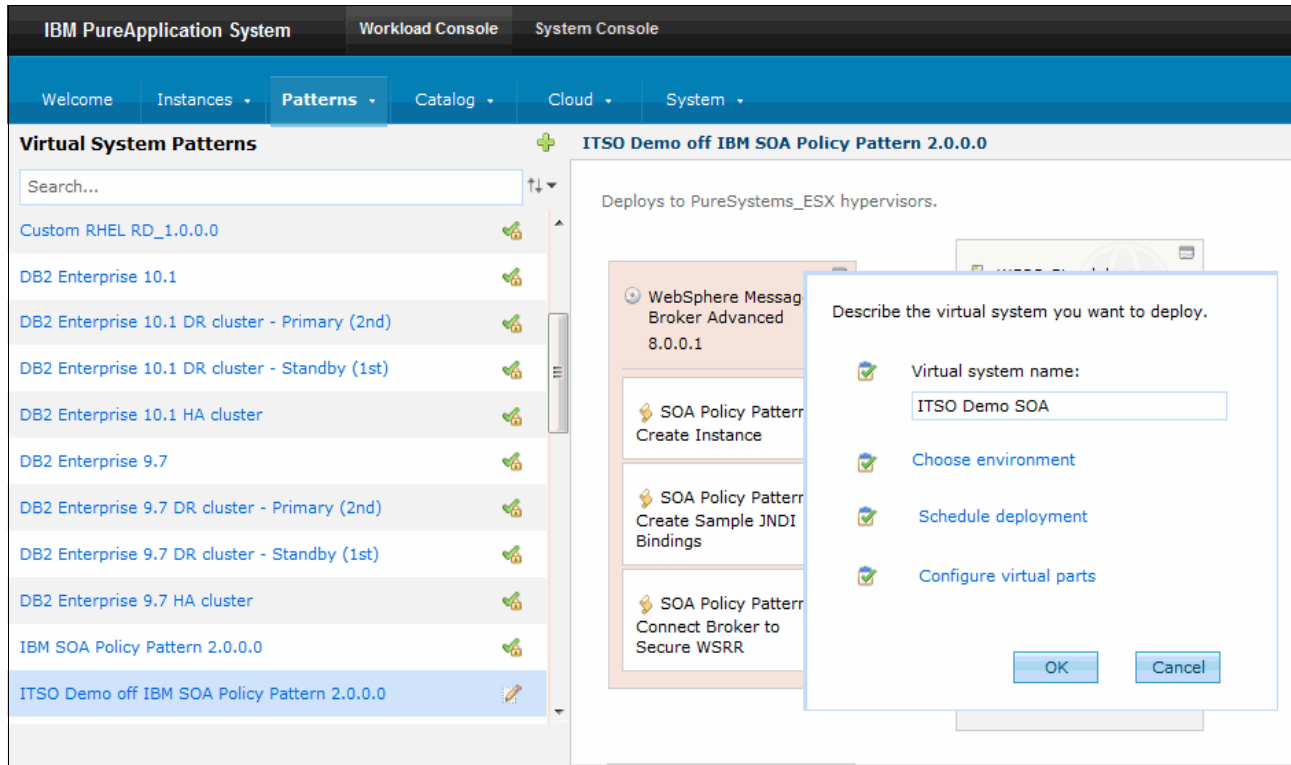 IBM PureApplication System
Workload Console
System Console
Welcome
Instances
Patterns
Catalog
Cloud
System
Virtual System Patterns
Search...
Custom RHEL RD_1.0.0.0
DB2 Enterprise 10.1
DB2 Enterprise 10.1 DR cluster - Primary (2nd)
DB2 Enterprise 10.1 DR cluster - Standby (1st)
DB2 Enterprise 10.1 HA cluster
DB2 Enterprise 9.7
DB2 Enterprise 9.7 DR cluster - Primary (2nd)
DB2 Enterprise 9.7 DR cluster - Standby (1st)
DB2 Enterprise 9.7 HA cluster
IBM SOA Policy Pattern 2.0.0.0
ITSO Demo off IBM SOA Policy Pattern 2.0.0.0
ITSO Demo off IBM SOA Policy Pattern 2.0.0.0
Deploys to PureSystems_ESX hypervisors.
WebSphere Messag
Broker Advanced
8.0.0.1
SOA Policy Pattern
Create Instance
SOA Policy Pattern
Create Sample JNDI
Bindings
SOA Policy Pattern
Connect Broker to
Secure WSRR
Describe the virtual system you want to deploy.
Virtual system name:
ITSO Demo SOA
Choose environment
Schedule deployment
Configure virtual parts
OK
Cancel